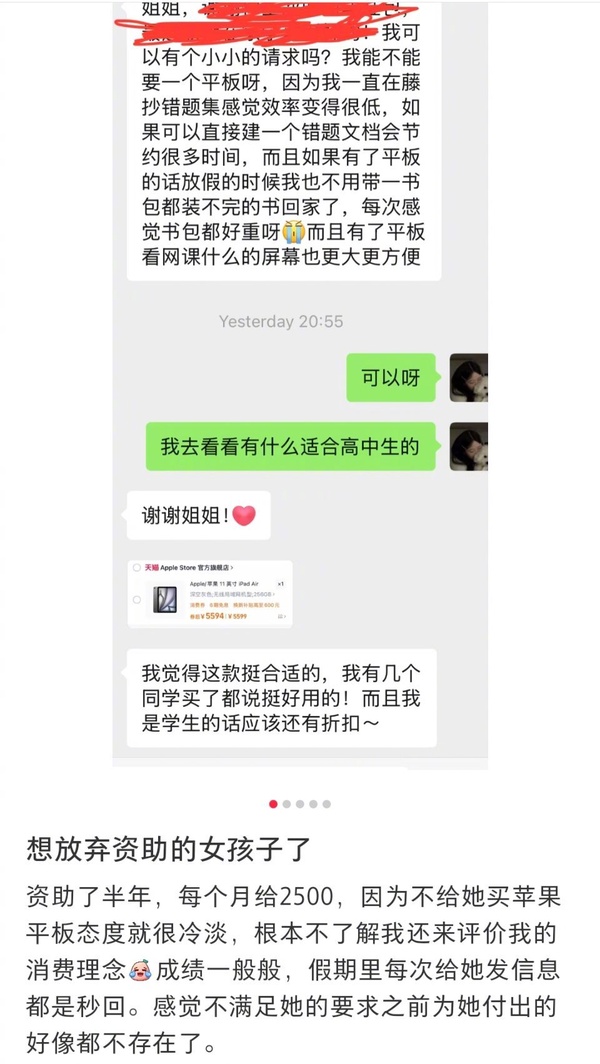 姐姐，
我可
以有个小小的请求吗？我能不能
要一个平板呀，因为我一直在藤
抄错题集感觉效率变得很低，如
果可以直接建一个错题文档会节
约很多时间，而且如果有了平板
的话放假的时候我也不用带一书
包都装不完的书回家了，每次感
觉书包都好重呀😭而且有了平板
看网课什么的屏幕也更大更方便
Yesterday 20:55
可以呀
我去看看有什么适合高中生的
谢谢姐姐！❤️
天猫 Apple Store 官方旗舰店>
Apple/苹果 11 英寸 iPad Air ×1
券后¥5594 ¥5599
我觉得这款挺合适的，我有几个
同学买了都说挺好用的！而且我
是学生的话应该还有折扣～
想放弃资助的女孩子了
资助了半年，每个月给2500，因为不给她买苹果
平板态度就很冷淡，根本不了解我还来评价我的
消费理念😂成绩一般般，假期里每次给她发信息
都是秒回。感觉不满足她的要求之前为她付出的
好像都不存在了。